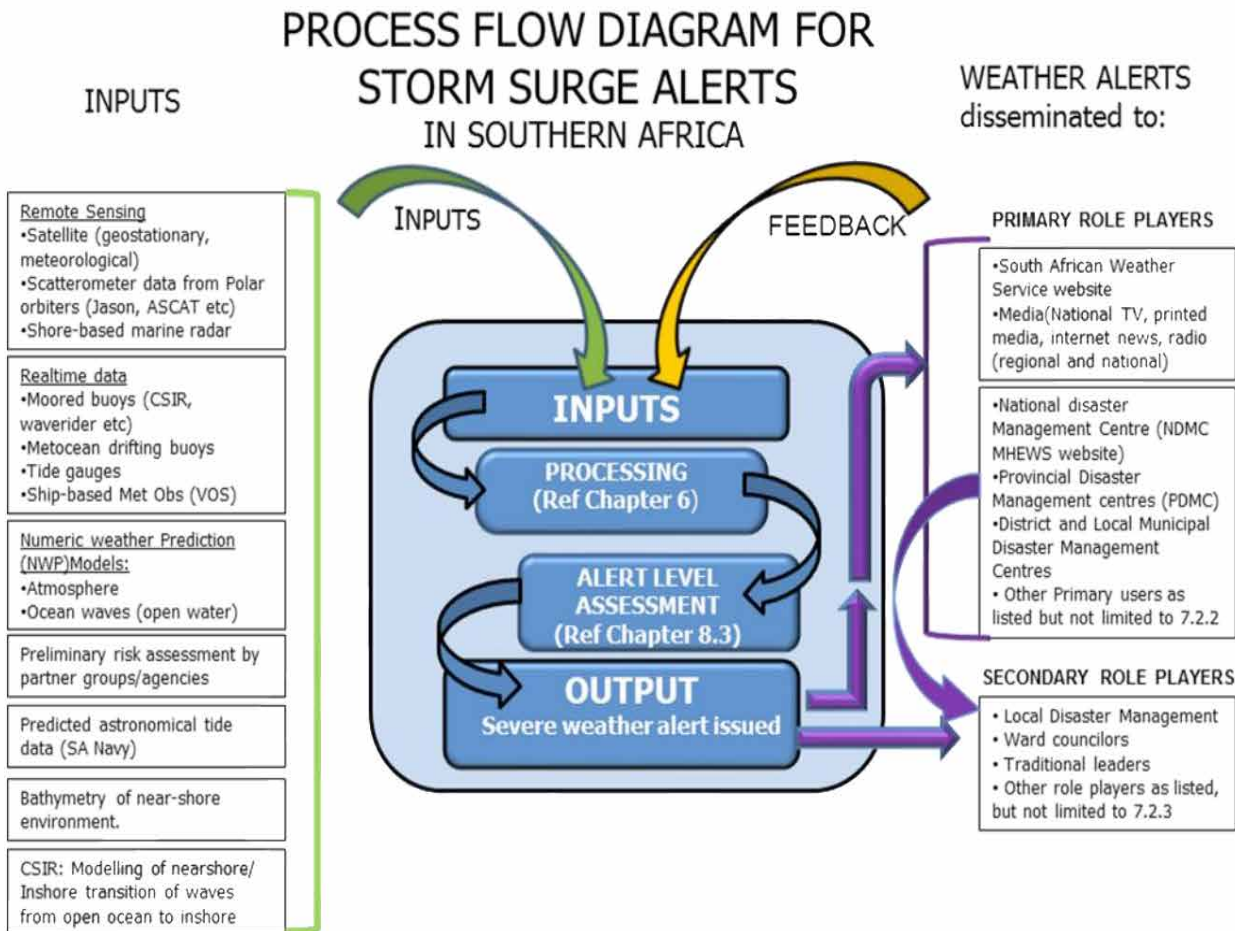 PROCESS FLOW DIAGRAM FOR
STORM SURGE ALERTS
IN SOUTHERN AFRICA
INPUTS
Remote Sensing
•Satellite (geostationary,
meteorological)
•Scatterometer data from Polar
orbiters (Jason, ASCAT etc)
•Shore-based marine radar
Realtime data
•Moored buoys (CSIR,
waverider etc)
•Metocean drifting buoys
•Tide gauges
•Ship-based Met Obs (VOS)
Numeric weather Prediction
(NWP)Models:
•Atmosphere
•Ocean waves (open water)
Preliminary risk assessment by
partner groups/agencies
Predicted astronomical tide
data (SA Navy)
Bathymetry of near-shore
environment.
CSIR: Modelling of nearshore/
Inshore transition of waves
from open ocean to inshore
INPUTS
FEEDBACK
INPUTS
PROCESSING
(Ref Chapter 6)
ALERT LEVEL
ASSESSMENT
(Ref Chapter 8.3)
OUTPUT
Severe weather alert issued
WEATHER ALERTS
disseminated to:
PRIMARY ROLE PLAYERS
•South African Weather
Service website
•Media(National TV, printed
media, internet news, radio
(regional and national)
•National disaster
Management Centre (NDMC
MHEWS website)
•Provincial Disaster
Management centres (PDMC)
•District and Local Municipal
Disaster Management
Centres
• Other Primary users as
listed but not limited to 7.2.2
SECONDARY ROLE PLAYERS
• Local Disaster Management
• Ward councilors
• Traditional leaders
• Other role players as listed,
but not limited to 7.2.3